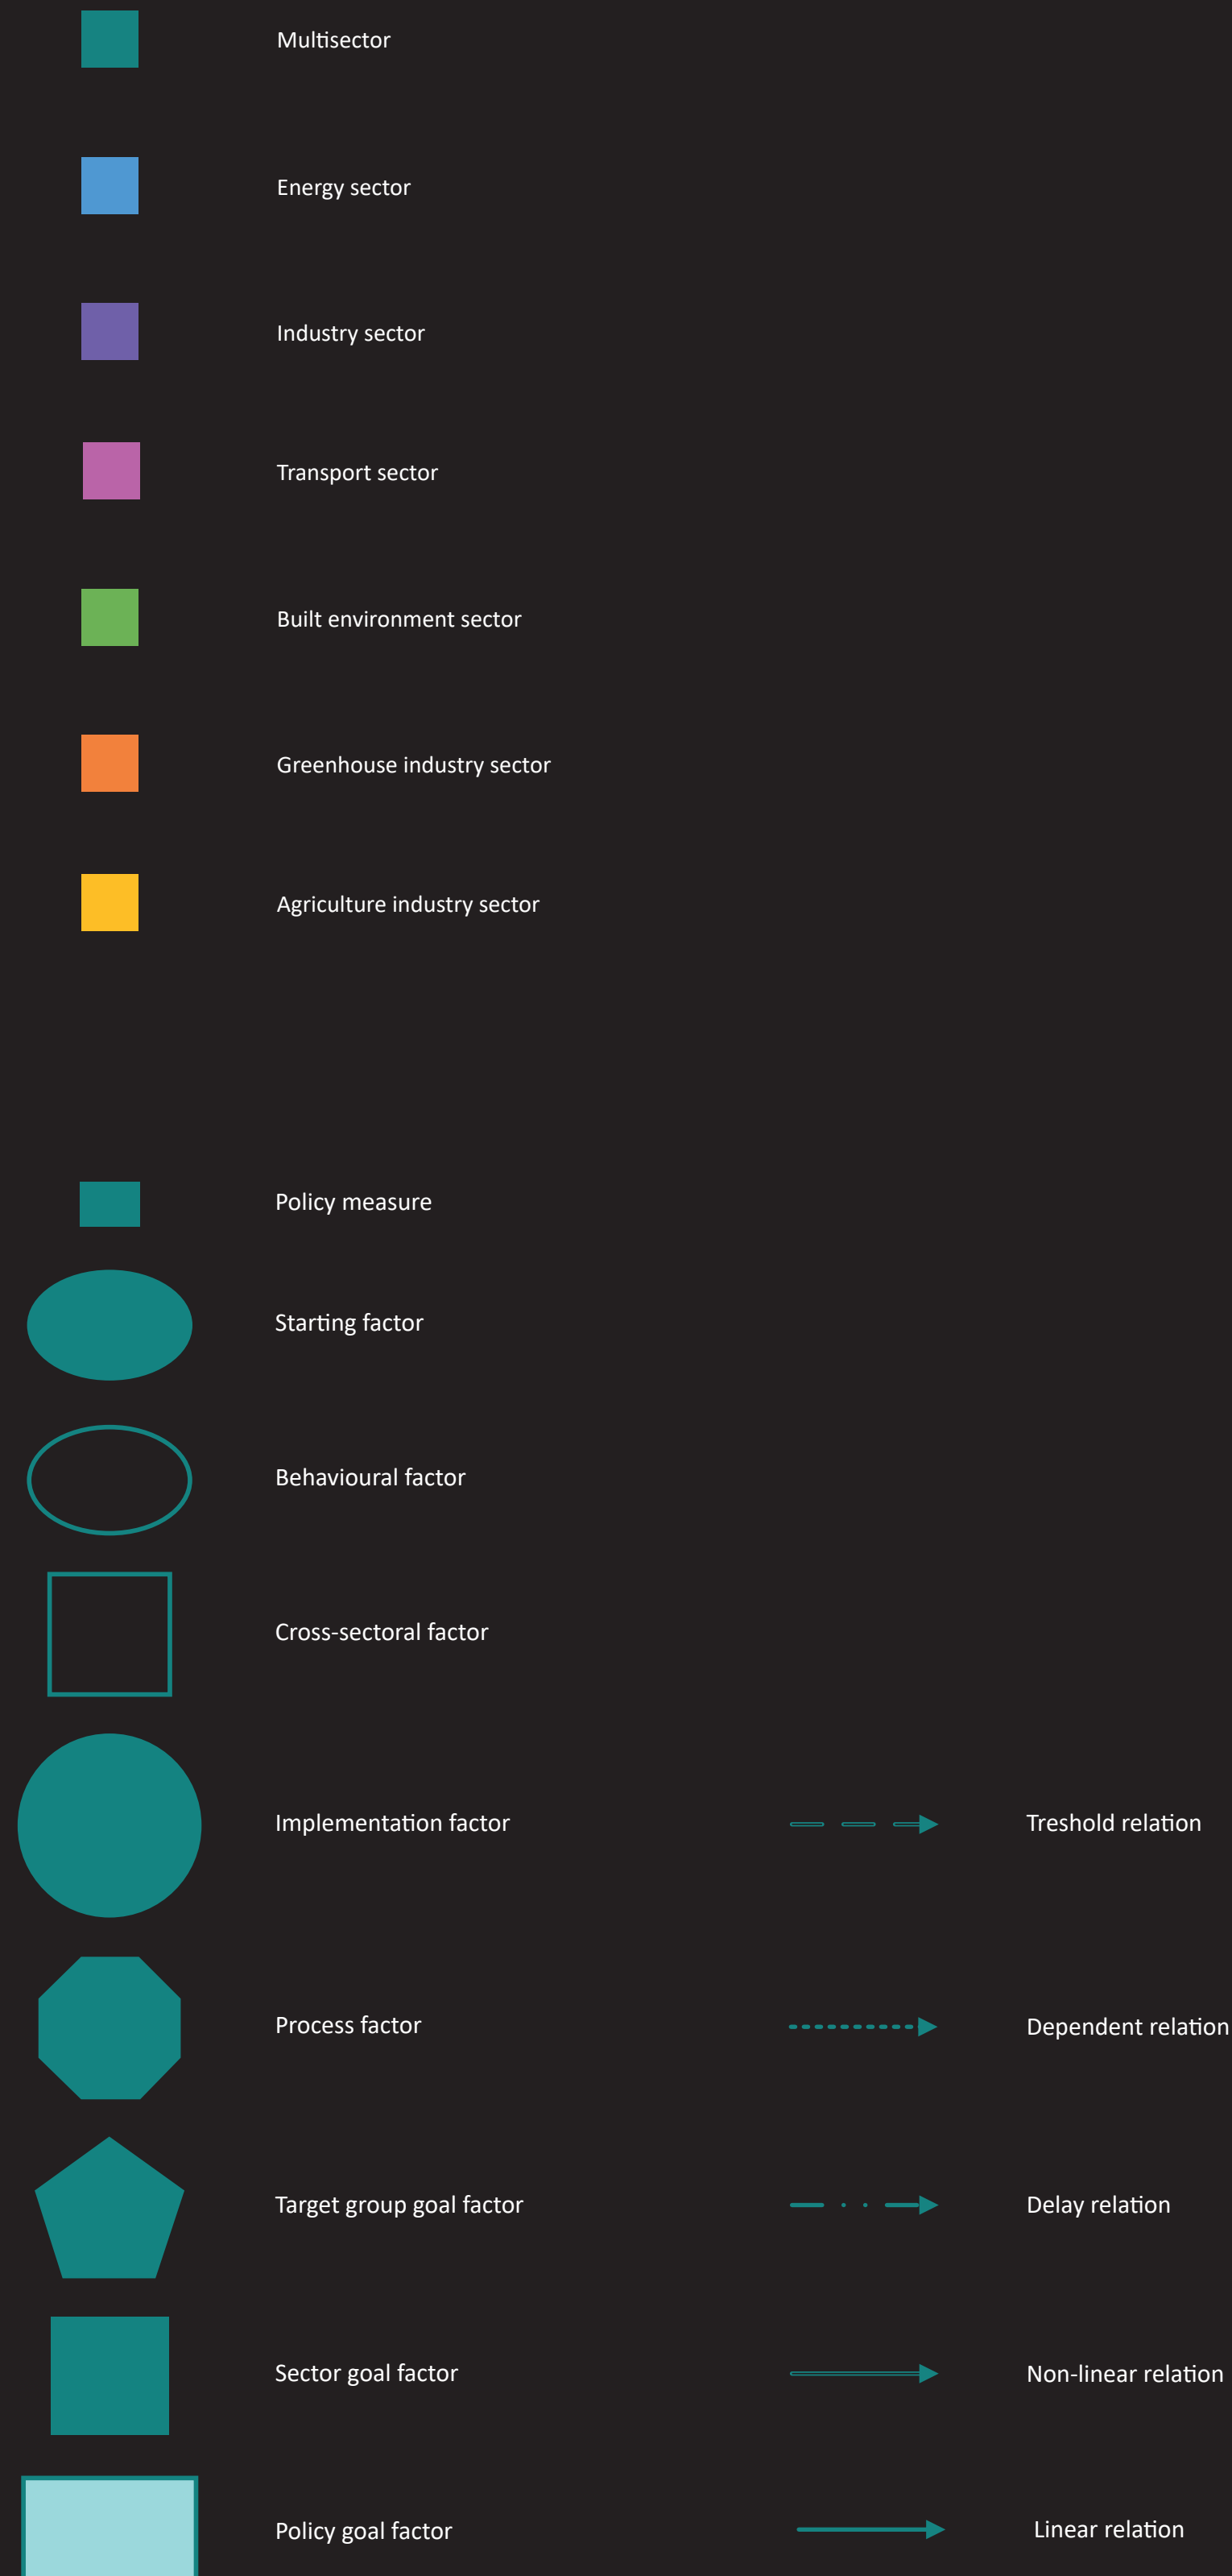 Multisector
Energy sector
Industry sector
Transport sector
Built environment sector
Greenhouse industry sector
Agriculture industry sector
Policy measure
Starting factor
Behavioural factor
Cross-sectoral factor
Implementation factor
Treshold relation
Process factor
Dependent relation
Target group goal factor
Delay relation
Sector goal factor
Non-linear relation
Policy goal factor
Linear relation